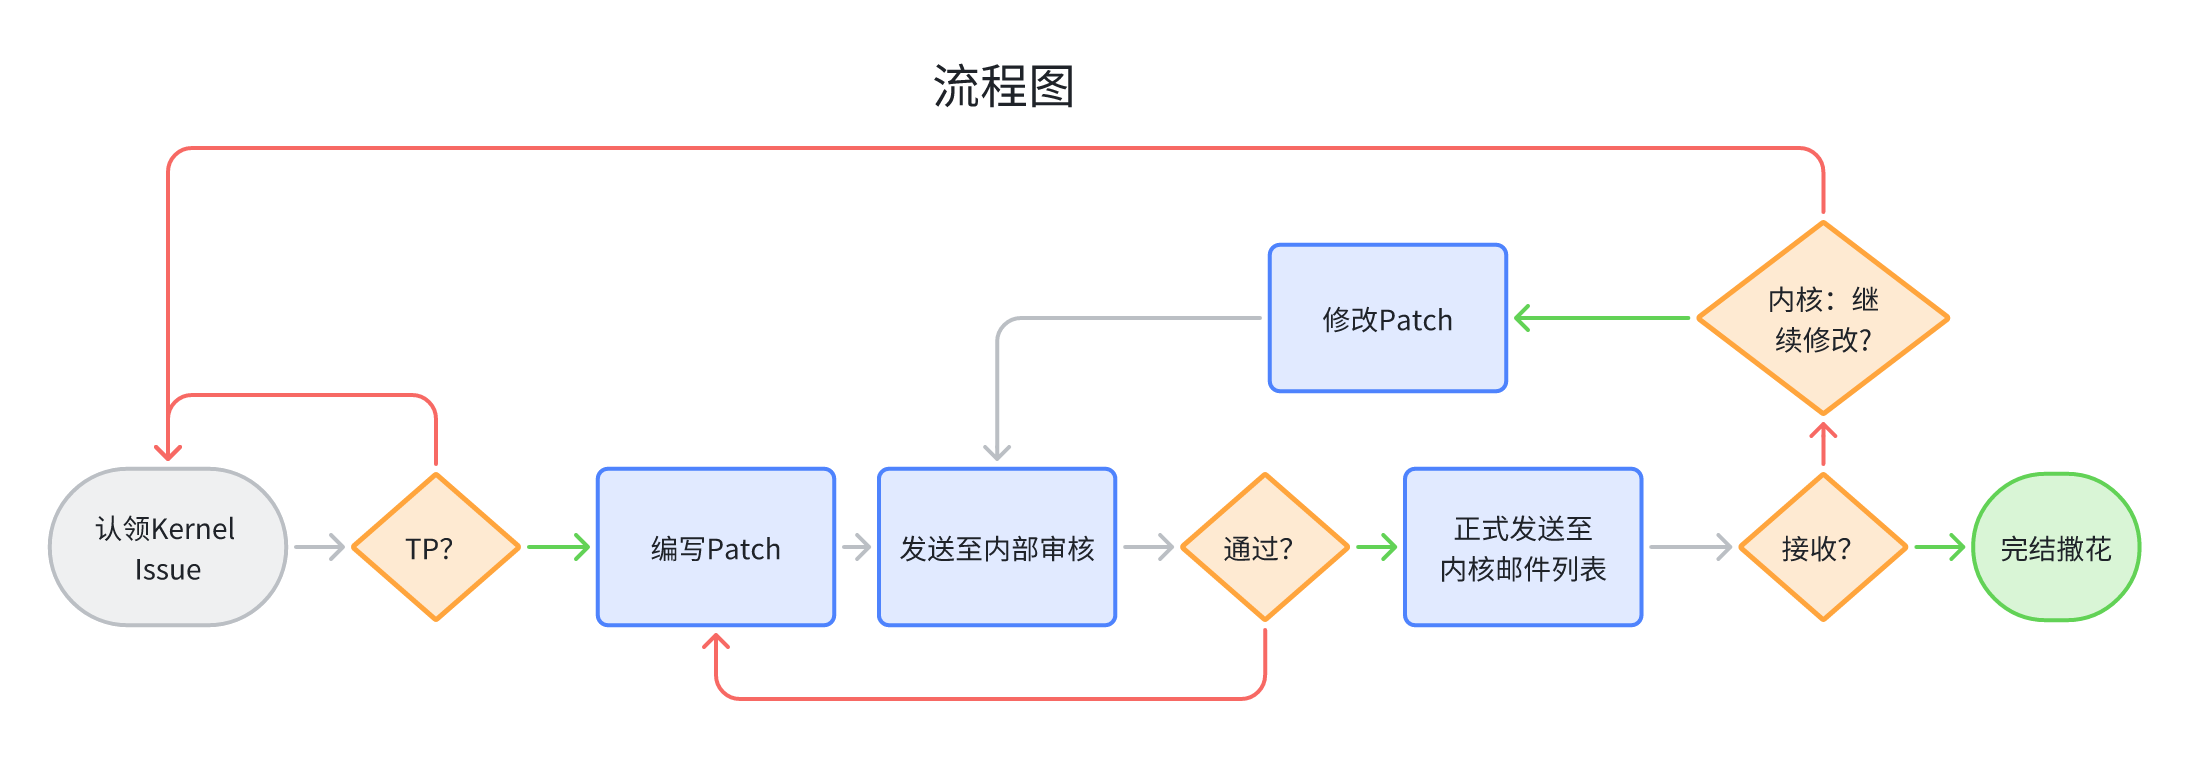 流程图
内核：继
续修改?
修改Patch
认领Kernel
Issue
TP？
编写Patch
发送至内部审核
通过？
正式发送至
内核邮件列表
接收？
完结撒花